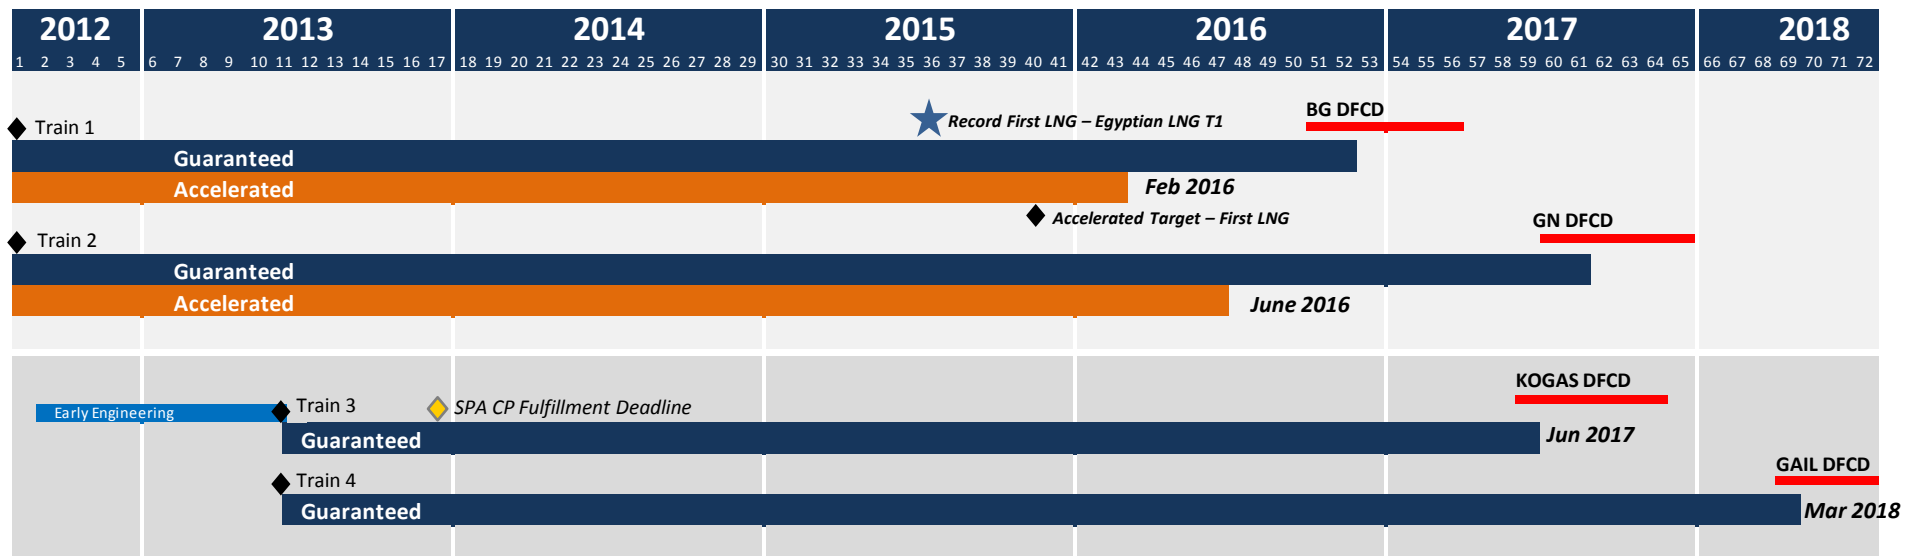 2012 2013 2014 2015 2016 2017 2018
1 2 3 4 5 6 7 8 9 10 11 12 13 14 15 16 17 18 19 20 21 22 23 24 25 26 27 28 29 30 31 32 33 34 35 36 37 38 39 40 41 42 43 44 45 46 47 48 49 50 51 52 53 54 55 56 57 58 59 60 61 62 63 64 65 66 67 68 69 70 71 72
BG DFCD
Train 1
Record First LNG – Egyptian LNG T1
Guaranteed
Accelerated
Feb 2016
Accelerated Target – First LNG
GN DFCD
Train 2
Guaranteed
Accelerated
June 2016
KOGAS DFCD
Early Engineering
Train 3
SPA CP Fulfillment Deadline
Guaranteed
Jun 2017
GAIL DFCD
Train 4
Guaranteed
Mar 2018